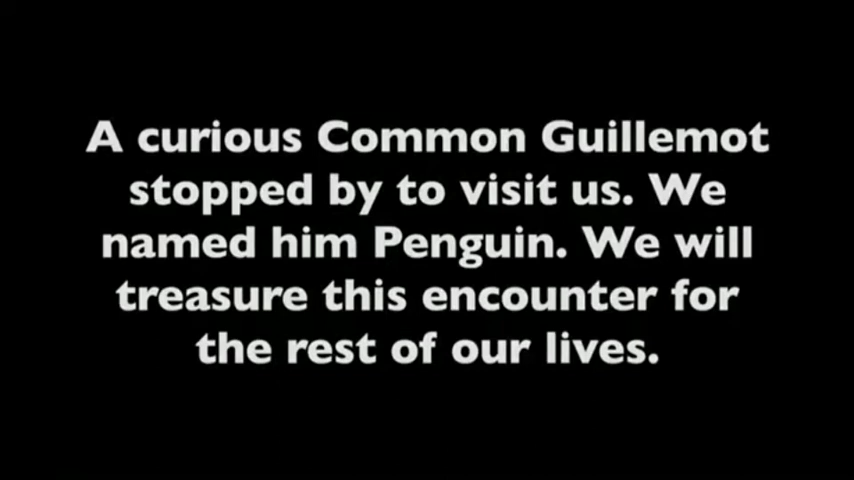 A curious Common Guillemot
stopped by to visit us. We
named him Penguin. We will
treasure this encounter for
the rest of our lives.